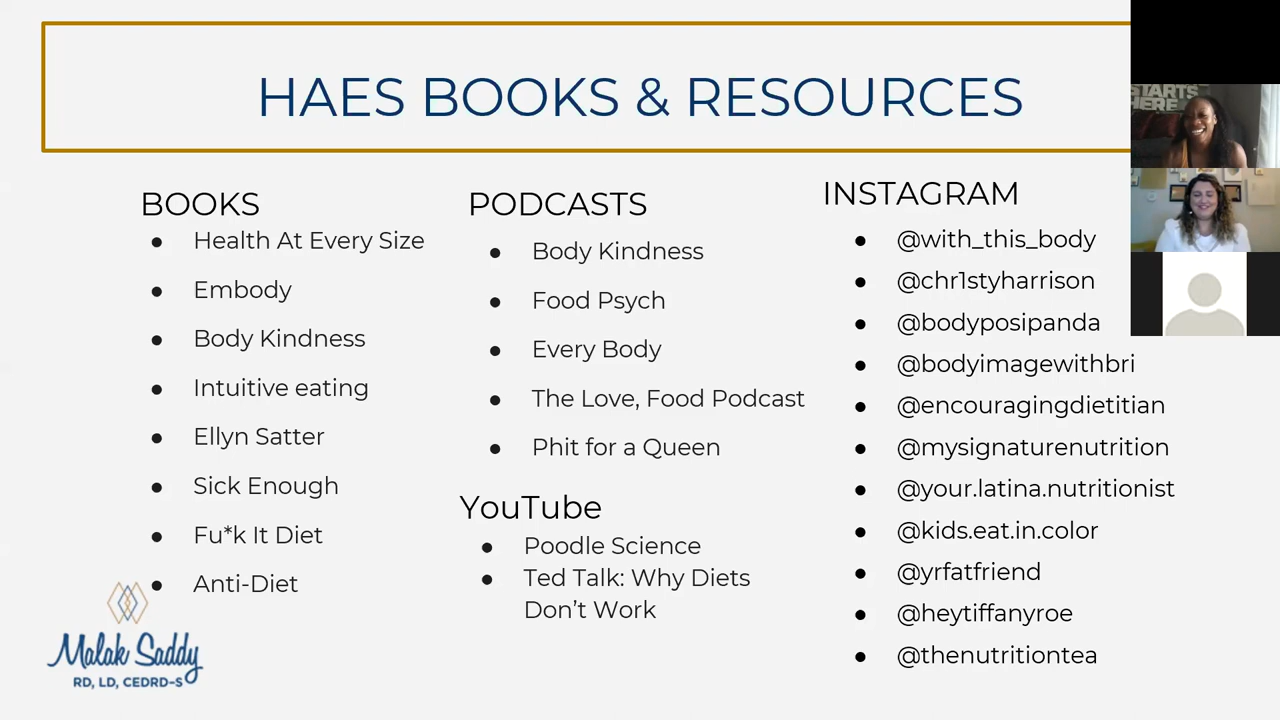 HAES BOOKS & RESOURCES
BOOKS
Health At Every Size
Embody
Body Kindness
Intuitive eating
Ellyn Satter
Sick Enough
Fu*k It Diet
Anti-Diet
Malak Saddy
RD, LD, CEDRD-S
PODCASTS
Body Kindness
Food Psych
Every Body
The Love, Food Podcast
Phit for a Queen
YouTube
Poodle Science
Ted Talk: Why Diets
Don't Work
INSTAGRAM
@with_this_body
@chr1styharrison
@bodyposipanda
@bodyimagewithbri
@encouragingdietitian
@mysignaturenutrition
@your.latina.nutritionist
@kids.eat.in.color
@yrfatfriend
@heytiffanyroe
@thenutritiontea
STARTS
HERE